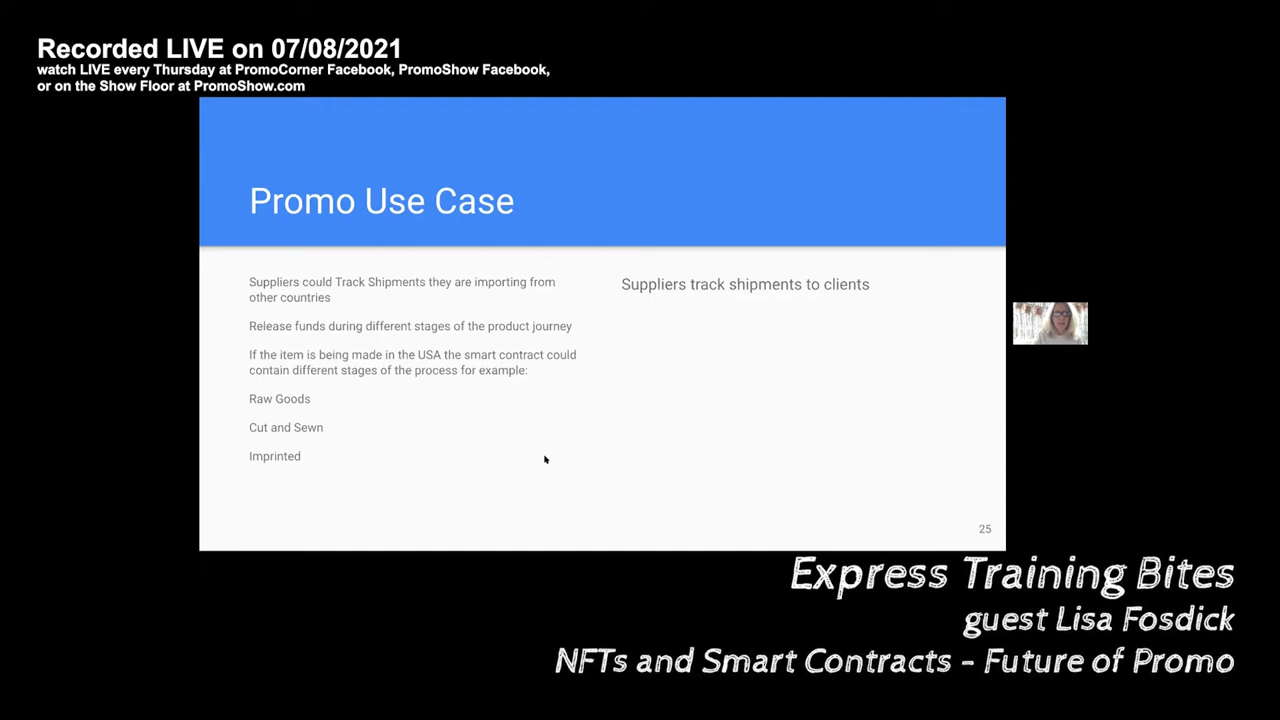 Recorded LIVE on 07/08/2021
watch LIVE every Thursday at PromoCorner Facebook, PromoShow Facebook,
or on the Show Floor at PromoShow.com
Promo Use Case
Suppliers could Track Shipments they are importing from
other countries
Release funds during different stages of the product journey
If the item is being made in the USA the smart contract could
contain different stages of the process for example:
Raw Goods
Cut and Sewn
Imprinted
Suppliers track shipments to clients
25
Express Training Bites
guest Lisa Fosdick
NFTs and Smart Contracts - Future of Promo